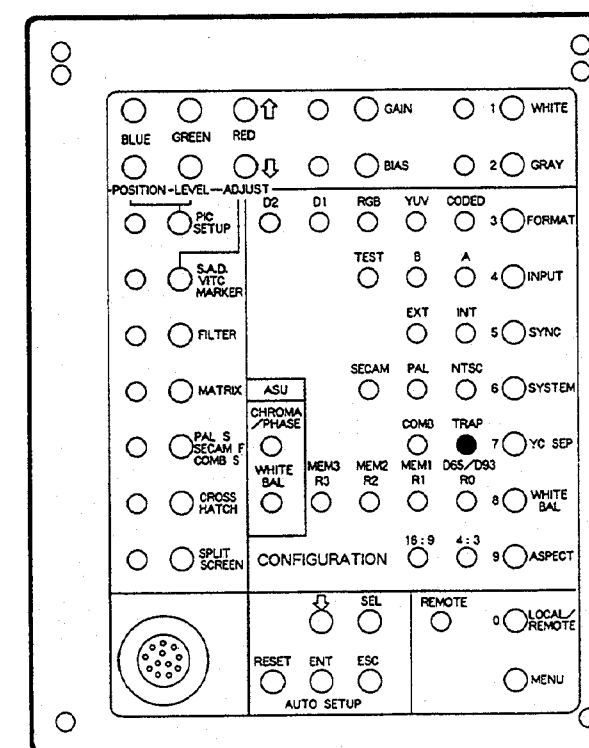 GAIN 1 WHITE
BLUE GREEN RED
BIAS 2 GRAY
POSITION-LEVEL-ADJUST
D2 D1 RGB YUV CODED
PIC
SETUP
3 FORMAT
TEST B A
S.A.D.
VITC
MARKER
4 INPUT
EXT INT
FILTER
5 SYNC
SECAM PAL NTSC
MATRIX
ASU
6 SYSTEM
CHROMA
/PHASE
COMB TRAP
PAL S
SECAM F
COMB S
7 YC SEP
WHITE
BAL
MEM3 MEM2 MEM1 D65/D93
R3 R2 R1 R0
CROSS
HATCH
8 WHITE
BAL
16:9 4:3
SPLIT
SCREEN
CONFIGURATION
9 ASPECT
SEL REMOTE
0 LOCAL/
REMOTE
RESET ENT ESC
MENU
AUTO SETUP